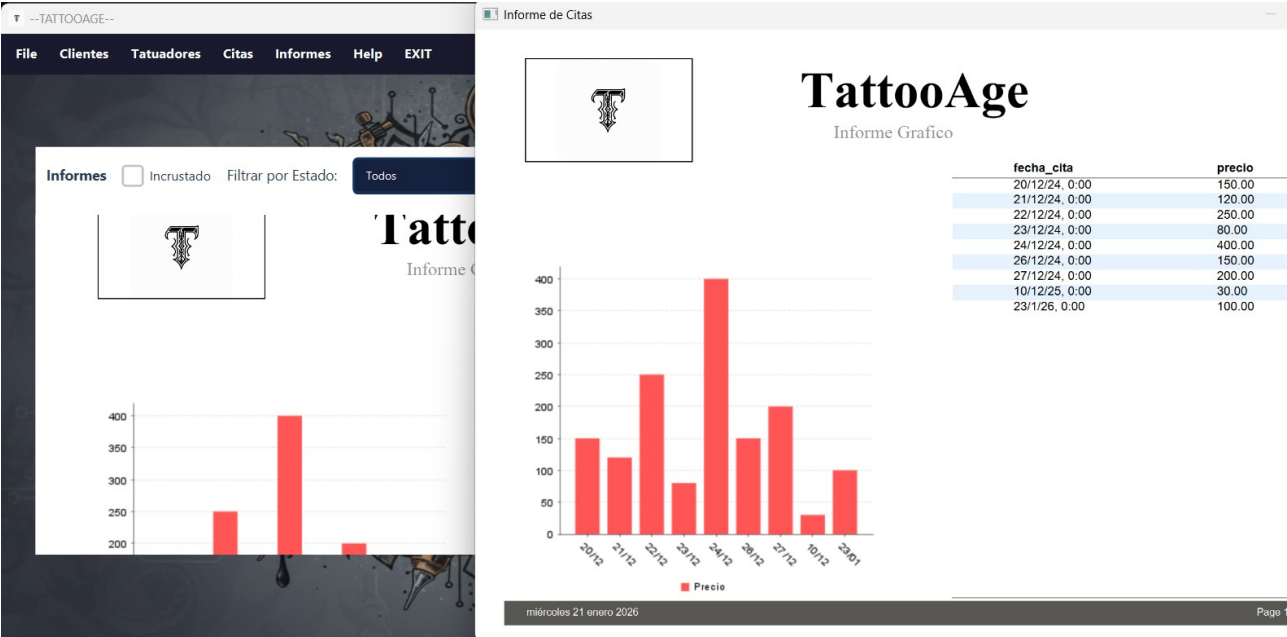 --TATTOOAGE--
File Clientes Tatuadores Citas Informes Help EXIT
Informes Incrustado Filtrar por Estado: Todos
Informe
400
350
300
250
200
Informe de Citas
TattooAge
Informe Grafico
fecha_cita precio
20/12/24, 0:00 150.00
21/12/24, 0:00 120.00
22/12/24, 0:00 250.00
23/12/24, 0:00 80.00
24/12/24, 0:00 400.00
26/12/24, 0:00 150.00
27/12/24, 0:00 200.00
10/12/25, 0:00 30.00
23/1/26, 0:00 100.00
400
350
300
250
200
150
100
50
0
20/12 21/12 22/12 23/12 24/12 26/12 27/12 10/12 23/01
Precio
miércoles 21 enero 2026 Page